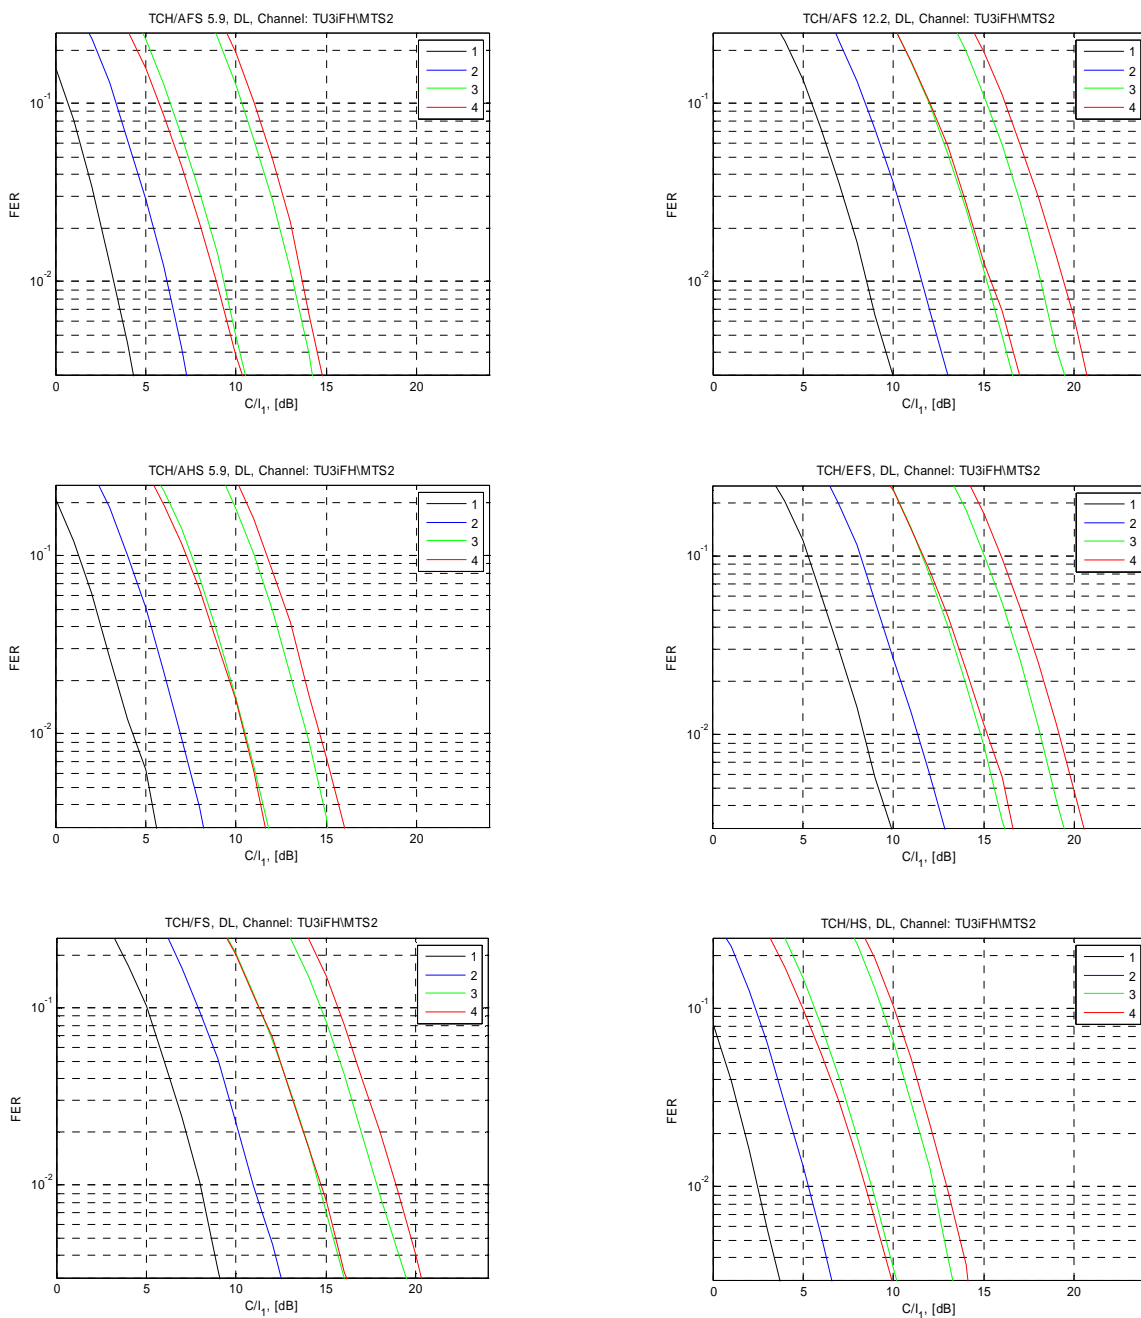 TCH/AFS 5.9, DL, Channel: TU3iFH\MTS2
1
2
3
4
10^-1
10^-2
FER
0 5 10 15 20
C/I_1, [dB]
TCH/AFS 12.2, DL, Channel: TU3iFH\MTS2
1
2
3
4
10^-1
10^-2
FER
0 5 10 15 20
C/I_1, [dB]
TCH/AHS 5.9, DL, Channel: TU3iFH\MTS2
1
2
3
4
10^-1
10^-2
FER
0 5 10 15 20
C/I_1, [dB]
TCH/EFS, DL, Channel: TU3iFH\MTS2
1
2
3
4
10^-1
10^-2
FER
0 5 10 15 20
C/I_1, [dB]
TCH/FS, DL, Channel: TU3iFH\MTS2
1
2
3
4
10^-1
10^-2
FER
0 5 10 15 20
C/I_1, [dB]
TCH/HS, DL, Channel: TU3iFH\MTS2
1
2
3
4
10^-1
10^-2
FER
0 5 10 15 20
C/I_1, [dB]